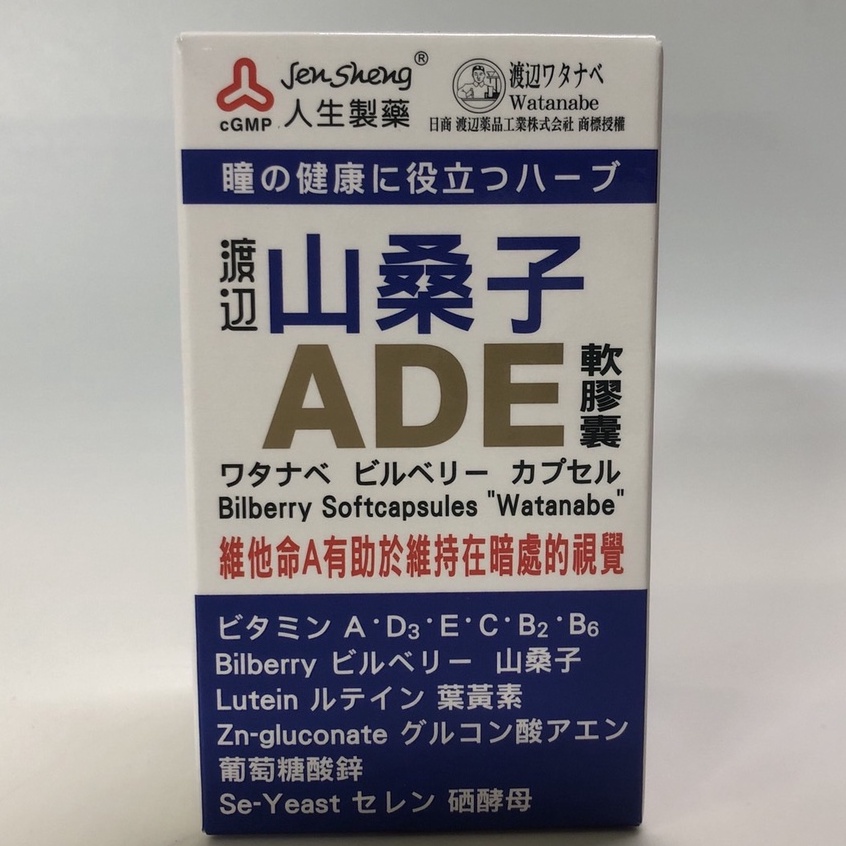 Jen Sheng®
cGMP 人生製藥
渡辺ワタナベ
Watanabe
日商 渡辺薬品工業株式会社 商標授權
瞳の健康に役立つハーブ
渡辺
山桑子
ADE
軟膠囊
ワタナベ ビルベリー カプセル
Bilberry Softcapsules "Watanabe"
維他命A有助於維持在暗處的視覺
ビタミン A·D₃·E·C·B₂·B₆
Bilberry ビルベリー 山桑子
Lutein ルテイン 葉黃素
Zn-gluconate グルコン酸アエン
葡萄糖酸鋅
Se-Yeast セレン 硒酵母